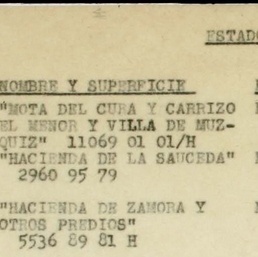 ESTADO
NOMBRE Y SUPERFICIE
"MOTA DEL CURA Y CARRIZO
EL MENOR Y VILLA DE MUZ-
QUIZ" 11069 01 01/H
"HACIENDA DE LA SAUCEDA"
2960 95 79
"HACIENDA DE ZAMORA Y
OTROS PREDIOS"
5536 89 81 H